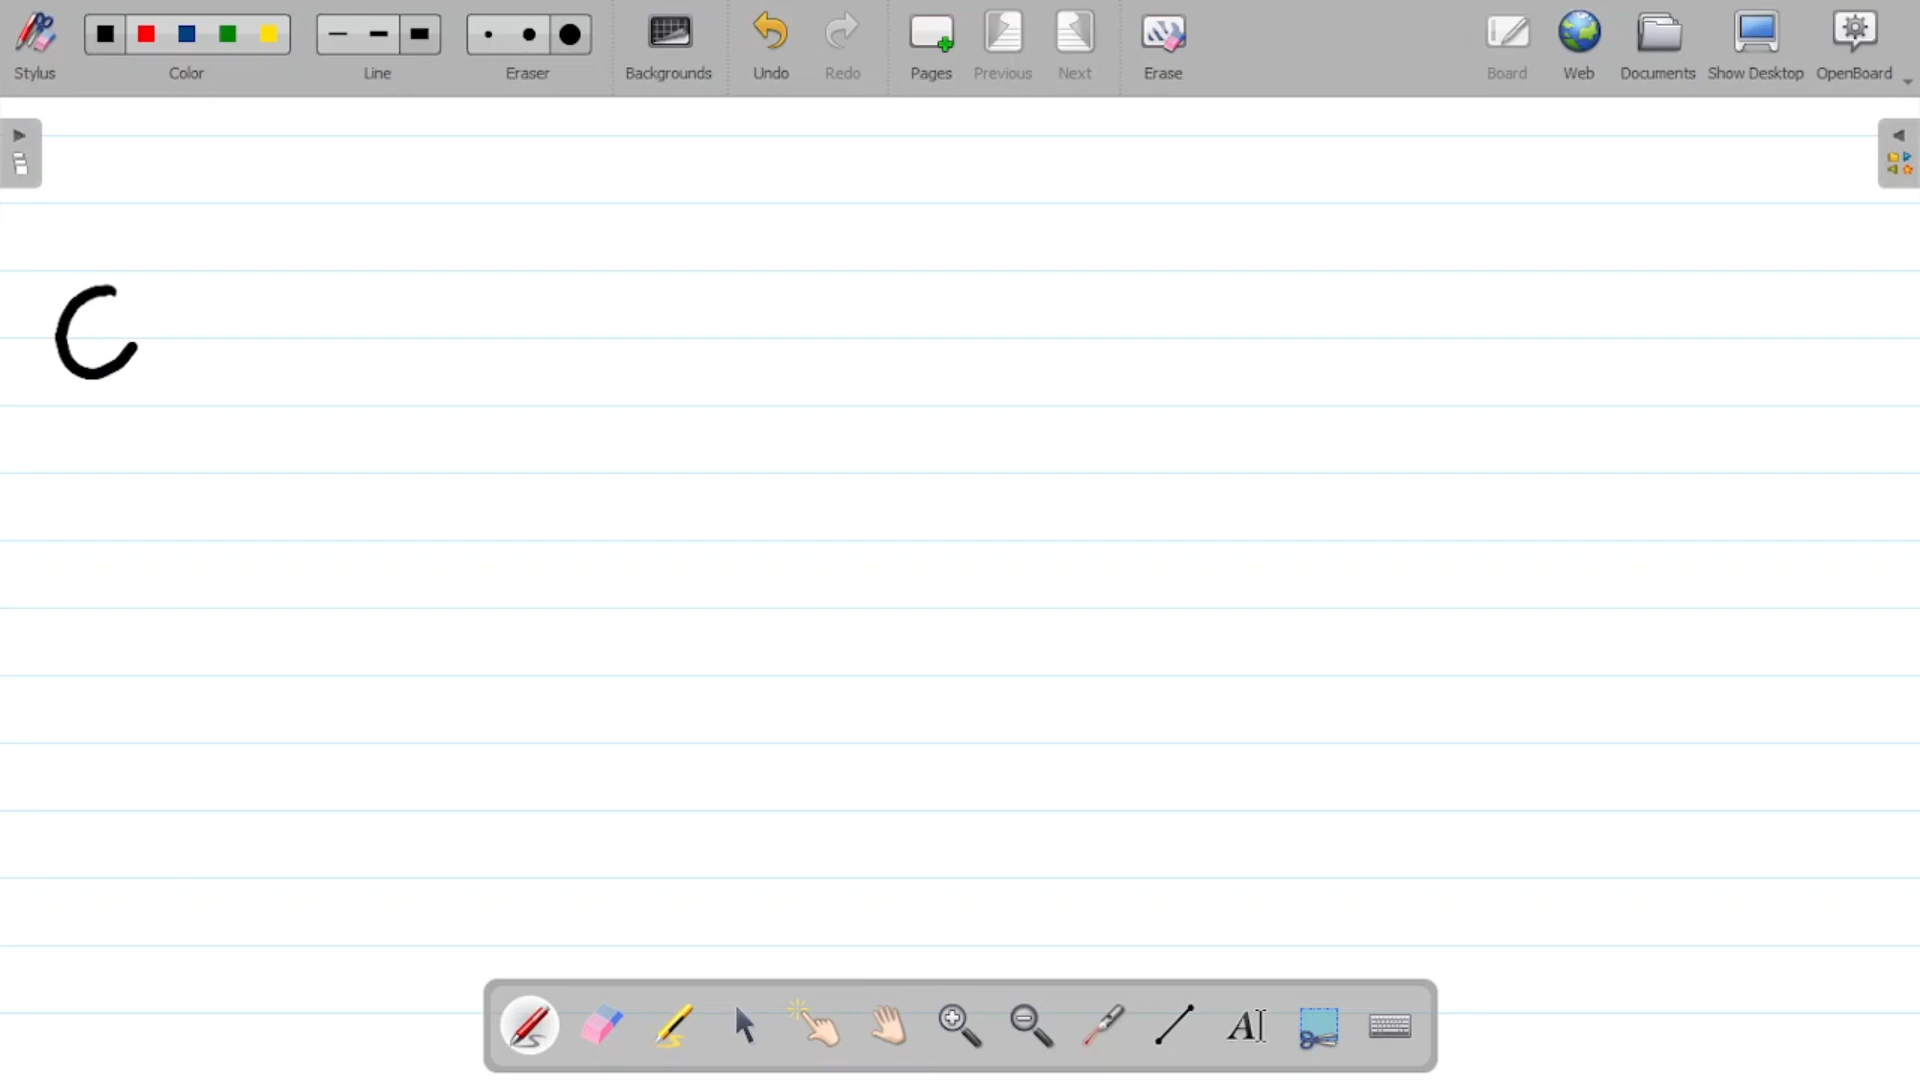 Stylus Color Line Eraser Backgrounds Undo Redo Pages Previous Next Erase Board Web Documents Show Desktop OpenBoard
C
A